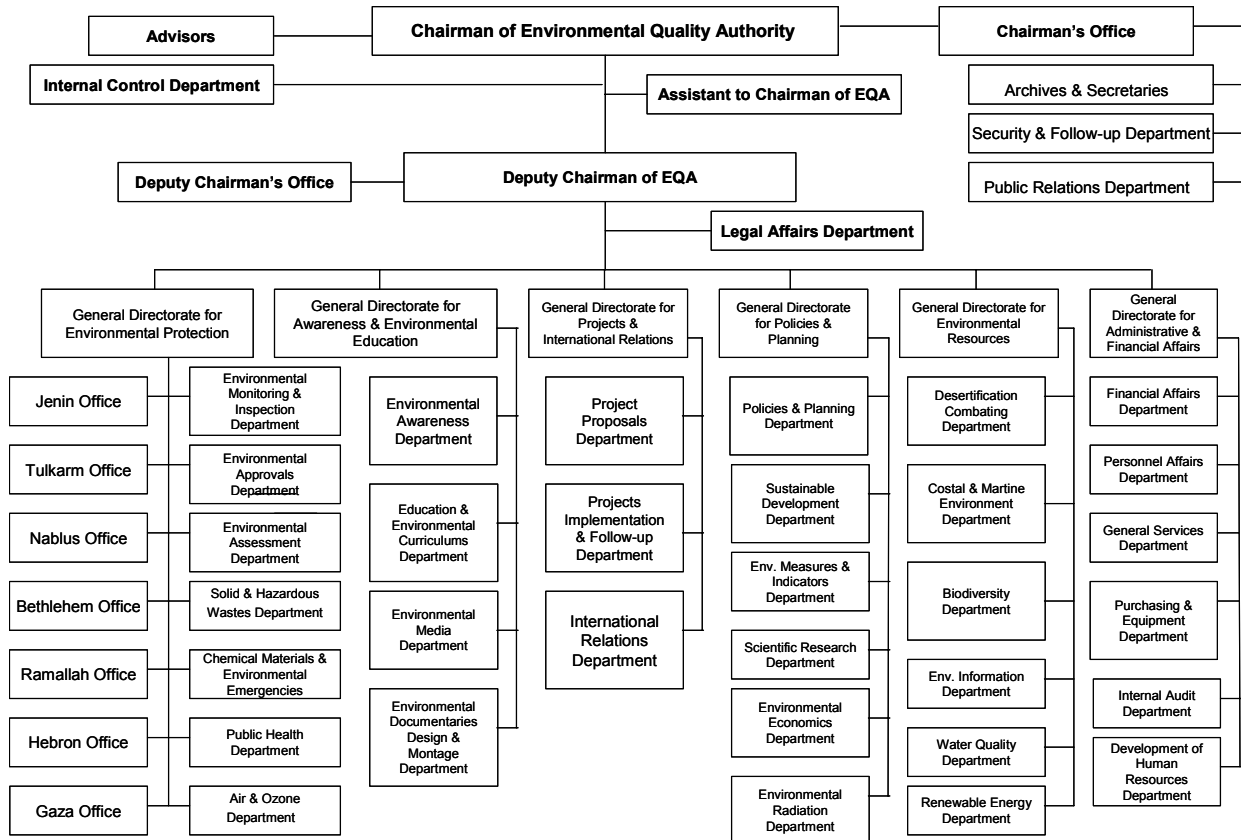 Chairman of Environmental Quality Authority
Advisors
Chairman's Office
Internal Control Department
Assistant to Chairman of EQA
Archives & Secretaries
Security & Follow-up Department
Public Relations Department
Deputy Chairman's Office
Deputy Chairman of EQA
Legal Affairs Department
General Directorate for
Environmental Protection
General Directorate for
Awareness & Environmental
Education
General Directorate for
Projects &
International Relations
General Directorate
for Policies &
Planning
General Directorate for
Environmental
Resources
General
Directorate for
Administrative &
Financial Affairs
Jenin Office
Tulkarm Office
Nablus Office
Bethlehem Office
Ramallah Office
Hebron Office
Gaza Office
Environmental
Monitoring &
Inspection
Department
Environmental
Approvals
Department
Environmental
Assessment
Department
Solid & Hazardous
Wastes Department
Chemical Materials &
Environmental
Emergencies
Public Health
Department
Air & Ozone
Department
Environmental
Awareness
Department
Education &
Environmental
Curriculums
Department
Environmental
Media
Department
Environmental
Documentaries
Design &
Montage
Department
Project
Proposals
Department
Projects
Implementation
& Follow-up
Department
International
Relations
Department
Policies & Planning
Department
Sustainable
Development
Department
Env. Measures &
Indicators
Department
Scientific Research
Department
Environmental
Economics
Department
Environmental
Radiation
Department
Desertification
Combating
Department
Costal & Martine
Environment
Department
Biodiversity
Department
Env. Information
Department
Water Quality
Department
Renewable Energy
Department
Financial Affairs
Department
Personnel Affairs
Department
General Services
Department
Purchasing &
Equipment
Department
Internal Audit
Department
Development of
Human
Resources
Department